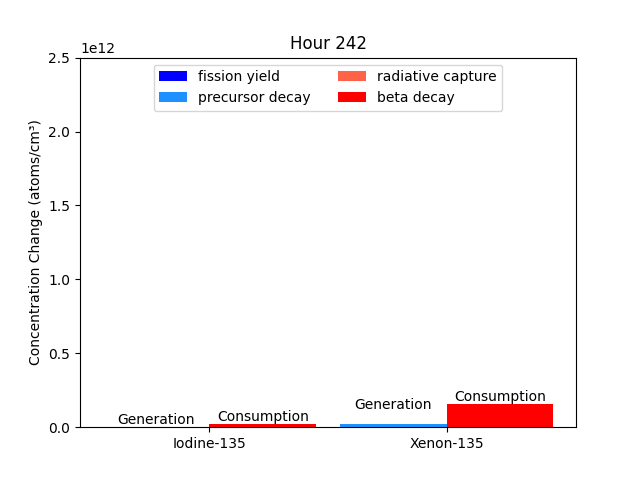 Hour 242
1e12
2.5
2.0
1.5
1.0
0.5
0.0
Concentration Change (atoms/cm³)
fission yield
precursor decay
radiative capture
beta decay
Generation
Consumption
Generation
Consumption
Iodine-135
Xenon-135